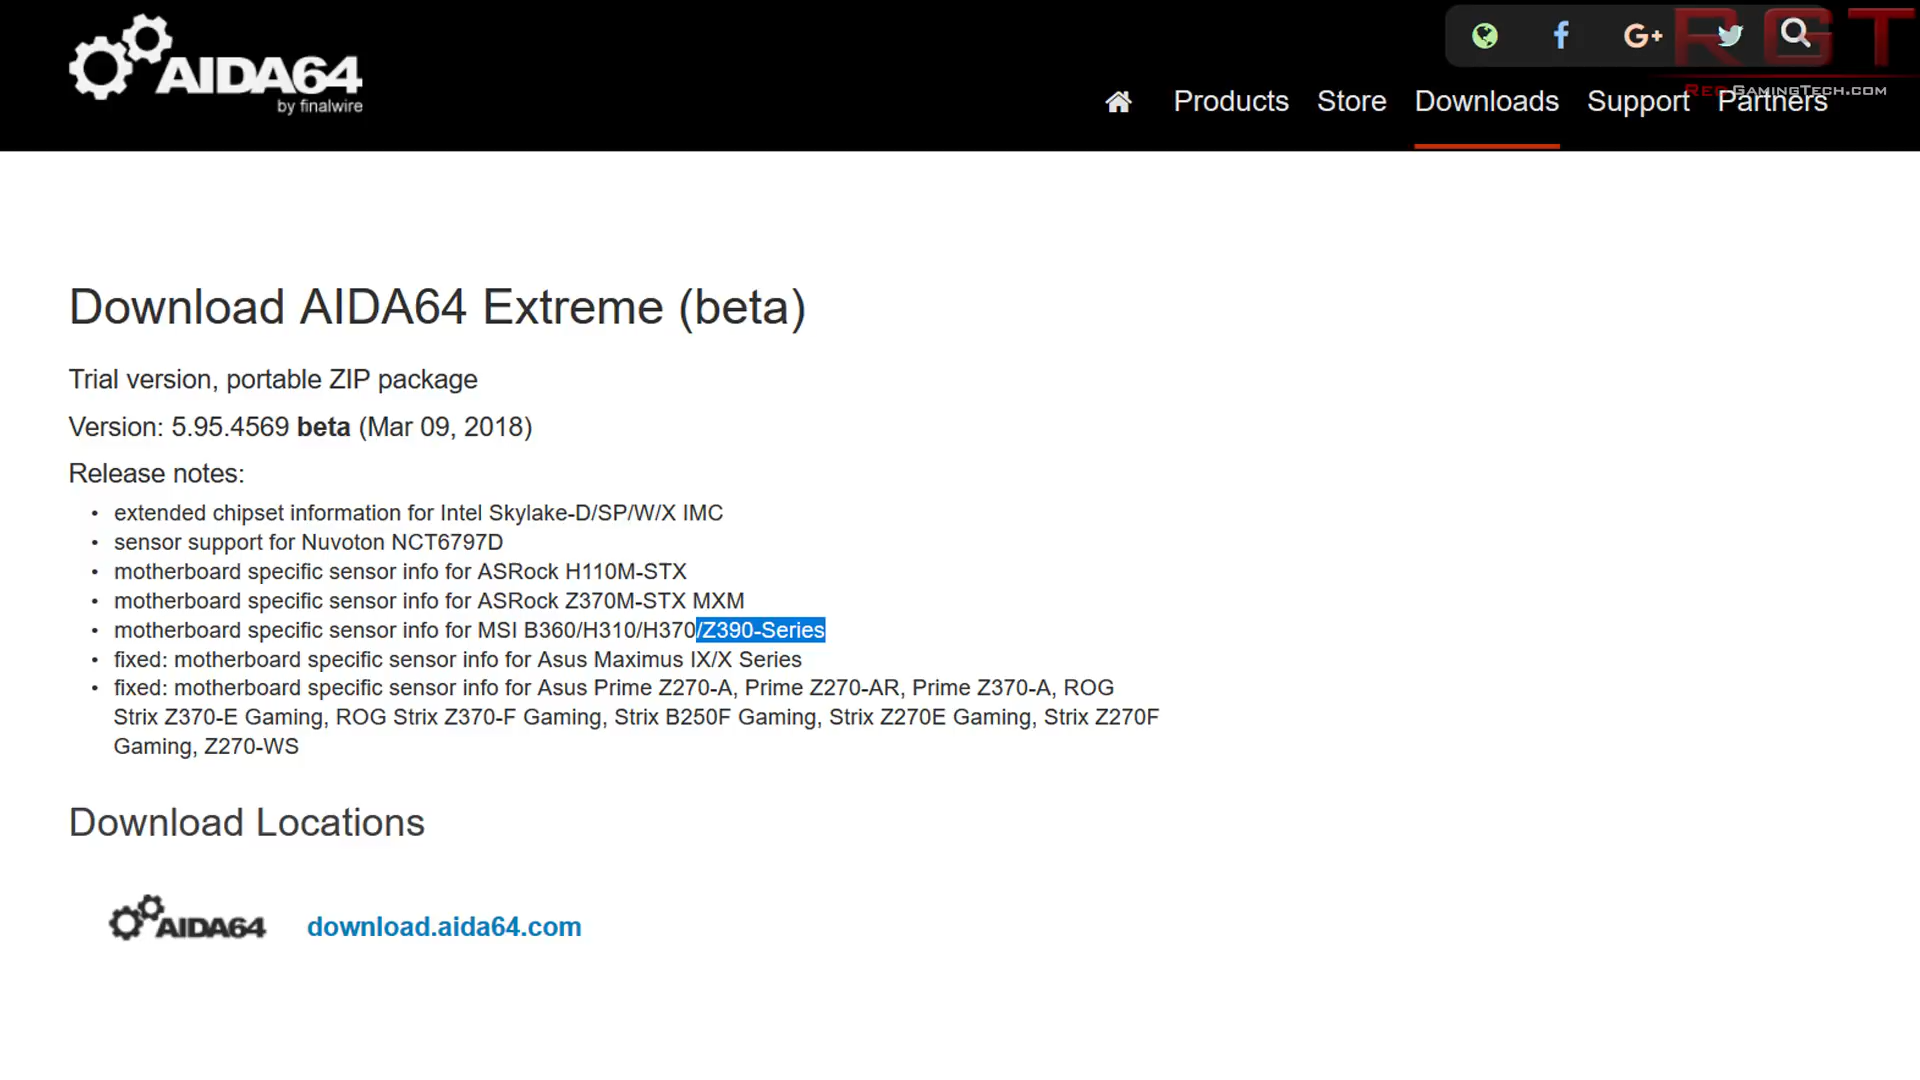 AIDA64
by finalwire
G+
RGT
RedGamingTech.com
Products Store Downloads Support Partners
Download AIDA64 Extreme (beta)
Trial version, portable ZIP package
Version: 5.95.4569 beta (Mar 09, 2018)
Release notes:
• extended chipset information for Intel Skylake-D/SP/W/X IMC
• sensor support for Nuvoton NCT6797D
• motherboard specific sensor info for ASRock H110M-STX
• motherboard specific sensor info for ASRock Z370M-STX MXM
• motherboard specific sensor info for MSI B360/H310/H370/Z390-Series
• fixed: motherboard specific sensor info for Asus Maximus IX/X Series
• fixed: motherboard specific sensor info for Asus Prime Z270-A, Prime Z270-AR, Prime Z370-A, ROG
Strix Z370-E Gaming, ROG Strix Z370-F Gaming, Strix B250F Gaming, Strix Z270E Gaming, Strix Z270F
Gaming, Z270-WS
Download Locations
AIDA64 download.aida64.com